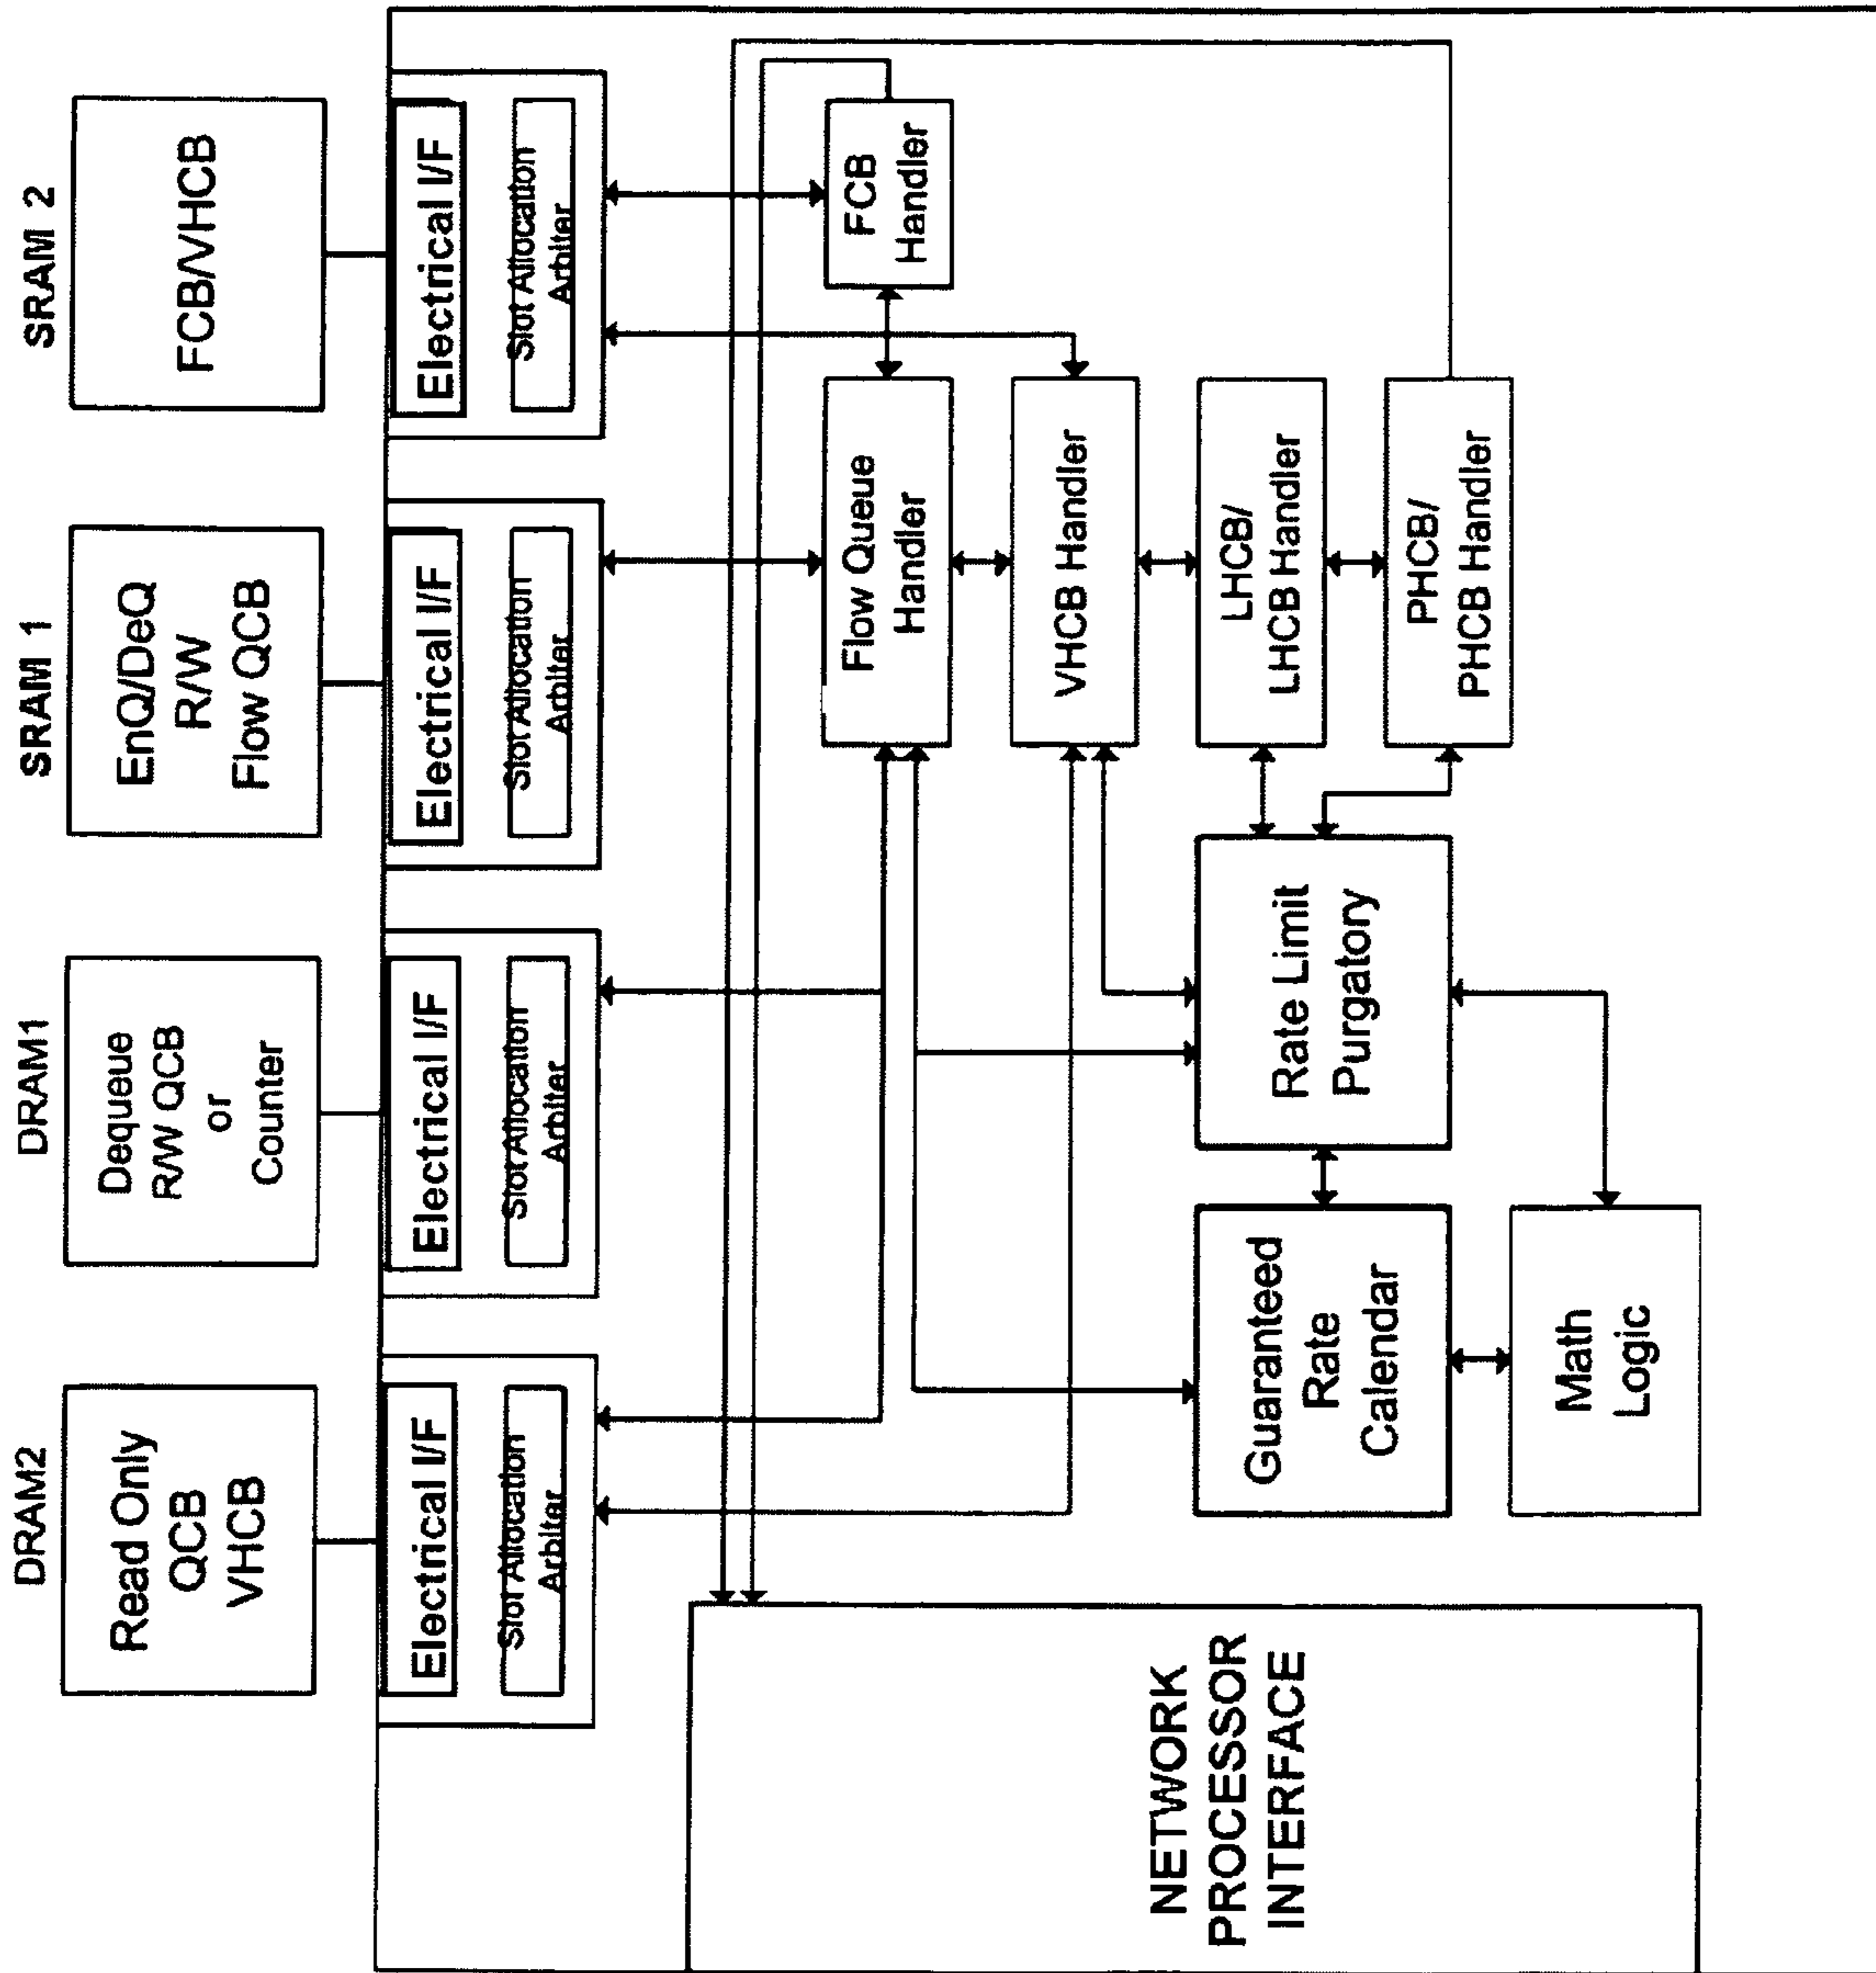 DRAM2
Read Only
QCB
VHCB
Electrical I/F
Slot Allocation
Arbiter
DRAM1
Dequeue
R/W QCB
or
Counter
Electrical I/F
Slot Allocation
Arbiter
SRAM 1
EnQ/DeQ
R/W
Flow QCB
Electrical I/F
Slot Allocation
Arbiter
SRAM 2
FCB/VHCB
Electrical I/F
Slot Allocation
Arbiter
FCB
Handler
Flow Queue
Handler
VHCB Handler
LHCB/
LHCB Handler
PHCB/
PHCB Handler
Rate Limit
Purgatory
Guaranteed
Rate
Calendar
Math
Logic
NETWORK
PROCESSOR
INTERFACE